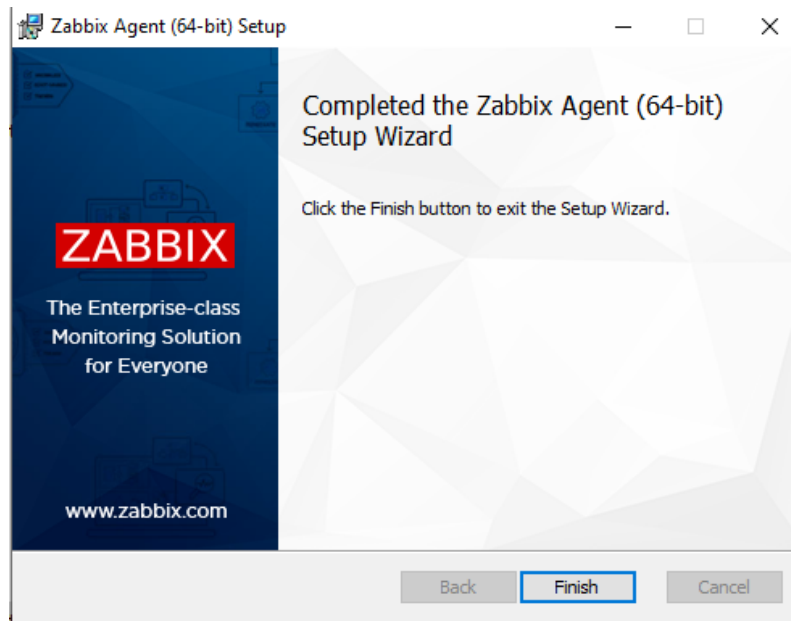 Zabbix Agent (64-bit) Setup
Completed the Zabbix Agent (64-bit)
Setup Wizard
Click the Finish button to exit the Setup Wizard.
ZABBIX
The Enterprise-class
Monitoring Solution
for Everyone
www.zabbix.com
Back
Finish
Cancel